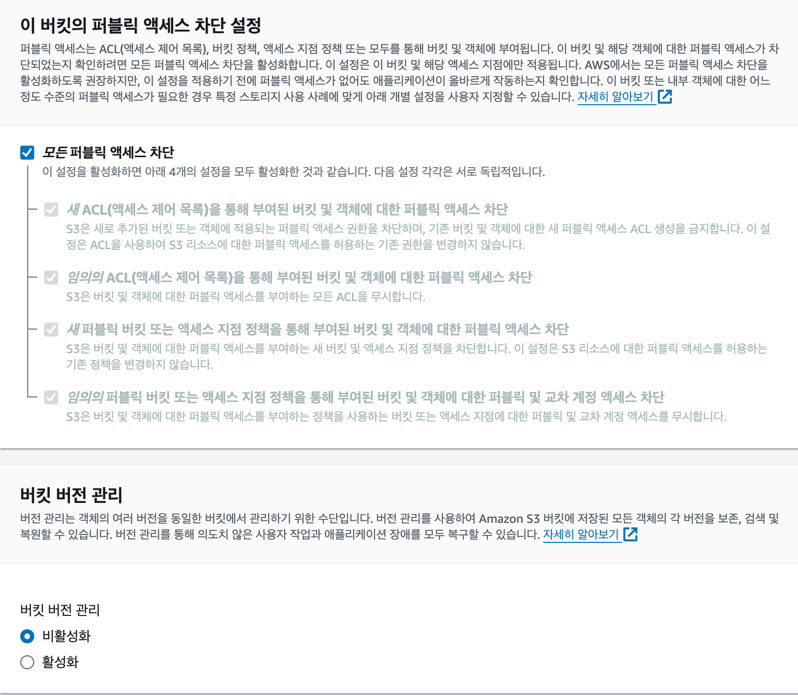 이 버킷의 퍼블릭 액세스 차단 설정
퍼블릭 액세스는 ACL(액세스 제어 목록), 버킷 정책, 액세스 지점 정책 또는 모두를 통해 버킷 및 객체에 부여됩니다. 이 버킷 및 해당 객체에 대한 퍼블릭 액세스가 차
단되었는지 확인하려면 모든 퍼블릭 액세스 차단을 활성화합니다. 이 설정은 이 버킷 및 해당 액세스 지점에만 적용됩니다. AWS에서는 모든 퍼블릭 액세스 차단을
활성화하도록 권장하지만, 이 설정을 적용하기 전에 퍼블릭 액세스가 없어도 애플리케이션이 올바르게 작동하는지 확인합니다. 이 버킷 또는 내부 객체에 대한 어느
정도 수준의 퍼블릭 액세스가 필요한 경우 특정 스토리지 사용 사례에 맞게 아래 개별 설정을 사용자 지정할 수 있습니다. 자세히 알아보기
모든 퍼블릭 액세스 차단
이 설정을 활성화하면 아래 4개의 설정을 모두 활성화한 것과 같습니다. 다음 설정 각각은 서로 독립적입니다.
새 ACL(액세스 제어 목록)을 통해 부여된 버킷 및 객체에 대한 퍼블릭 액세스 차단
S3은 새로 추가된 버킷 또는 객체에 적용되는 퍼블릭 액세스 권한을 차단하며, 기존 버킷 및 객체에 대한 새 퍼블릭 액세스 ACL 생성을 금지합니다. 이 설
정은 ACL을 사용하여 S3 리소스에 대한 퍼블릭 액세스를 허용하는 기존 권한을 변경하지 않습니다.
임의의 ACL(액세스 제어 목록)을 통해 부여된 버킷 및 객체에 대한 퍼블릭 액세스 차단
S3은 버킷 및 객체에 대한 퍼블릭 액세스를 부여하는 모든 ACL을 무시합니다.
새 퍼블릭 버킷 또는 액세스 지점 정책을 통해 부여된 버킷 및 객체에 대한 퍼블릭 액세스 차단
S3은 버킷 및 객체에 대한 퍼블릭 액세스를 부여하는 새 버킷 및 액세스 지점 정책을 차단합니다. 이 설정은 S3 리소스에 대한 퍼블릭 액세스를 허용하는
기존 정책을 변경하지 않습니다.
임의의 퍼블릭 버킷 또는 액세스 지점 정책을 통해 부여된 버킷 및 객체에 대한 퍼블릭 및 교차 계정 액세스 차단
S3은 버킷 및 객체에 대한 퍼블릭 액세스를 부여하는 정책을 사용하는 버킷 또는 액세스 지점에 대한 퍼블릭 및 교차 계정 액세스를 무시합니다.
버킷 버전 관리
버전 관리는 객체의 여러 버전을 동일한 버킷에서 관리하기 위한 수단입니다. 버전 관리를 사용하여 Amazon S3 버킷에 저장된 모든 객체의 각 버전을 보존, 검색 및
복원할 수 있습니다. 버전 관리를 통해 의도치 않은 사용자 작업과 애플리케이션 장애를 모두 복구할 수 있습니다. 자세히 알아보기
버킷 버전 관리
비활성화
활성화